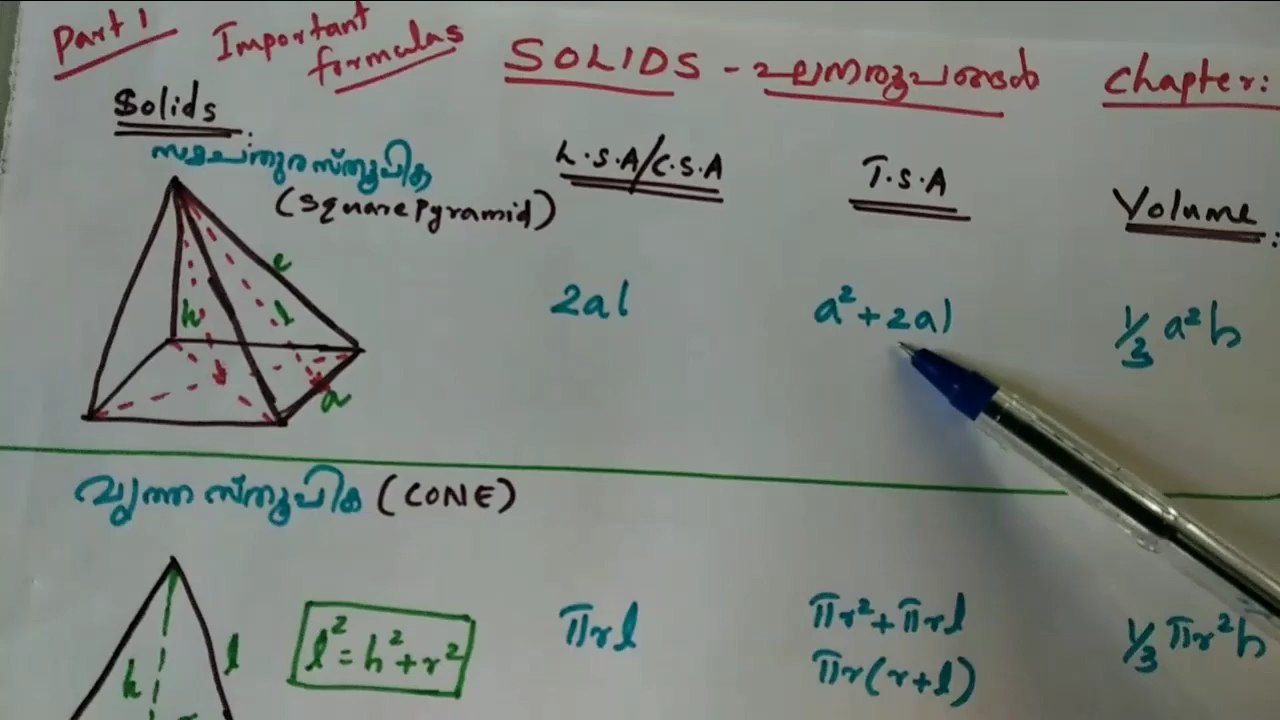 Part 1
Important
formulas
SOLIDS - ഘനരൂപങ്ങൾ
Chapter:
Solids
L.S.A/C.S.A
T.S.A
Volume:
സമചതുരസ്തൂപിക
(Square Pyramid)
e
h
l
a
2al
a²+2al
1/3 a²h
വൃത്തസ്തൂപിക (CONE)
h
l
l²=h²+r²
πrl
πr²+πrl
πr(r+l)
1/3 πr²h